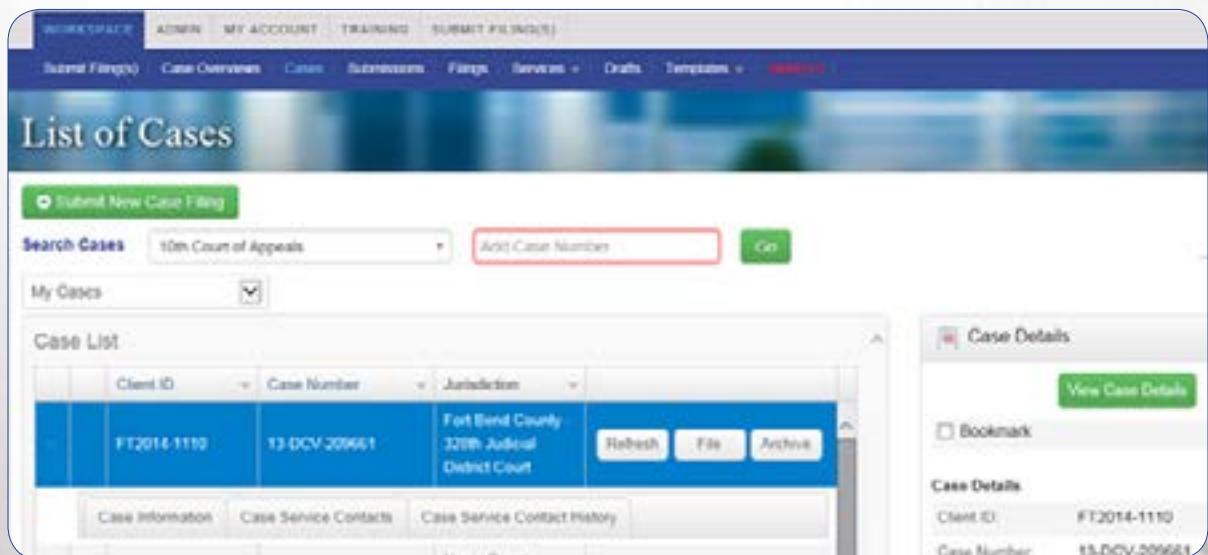 WORKSPACE ADMIN MY ACCOUNT TRAINING SUBMIT FILING(S)
Submit Filing(s) Case Overviews Cases Submissions Filings Services Drafts Templates
List of Cases
Submit New Case Filing
Search Cases 10th Court of Appeals Add Case Number Go
My Cases
Case List
Case Details
Client ID Case Number Jurisdiction
View Case Details
FT2014-1110 13-DCV-209661 Fort Bend County
328th Judicial
District Court
Refresh File Archive
Bookmark
Case Details
Case Information Case Service Contacts Case Service Contact History
Client ID: FT2014-1110
Case Number: 13-DCV-209661